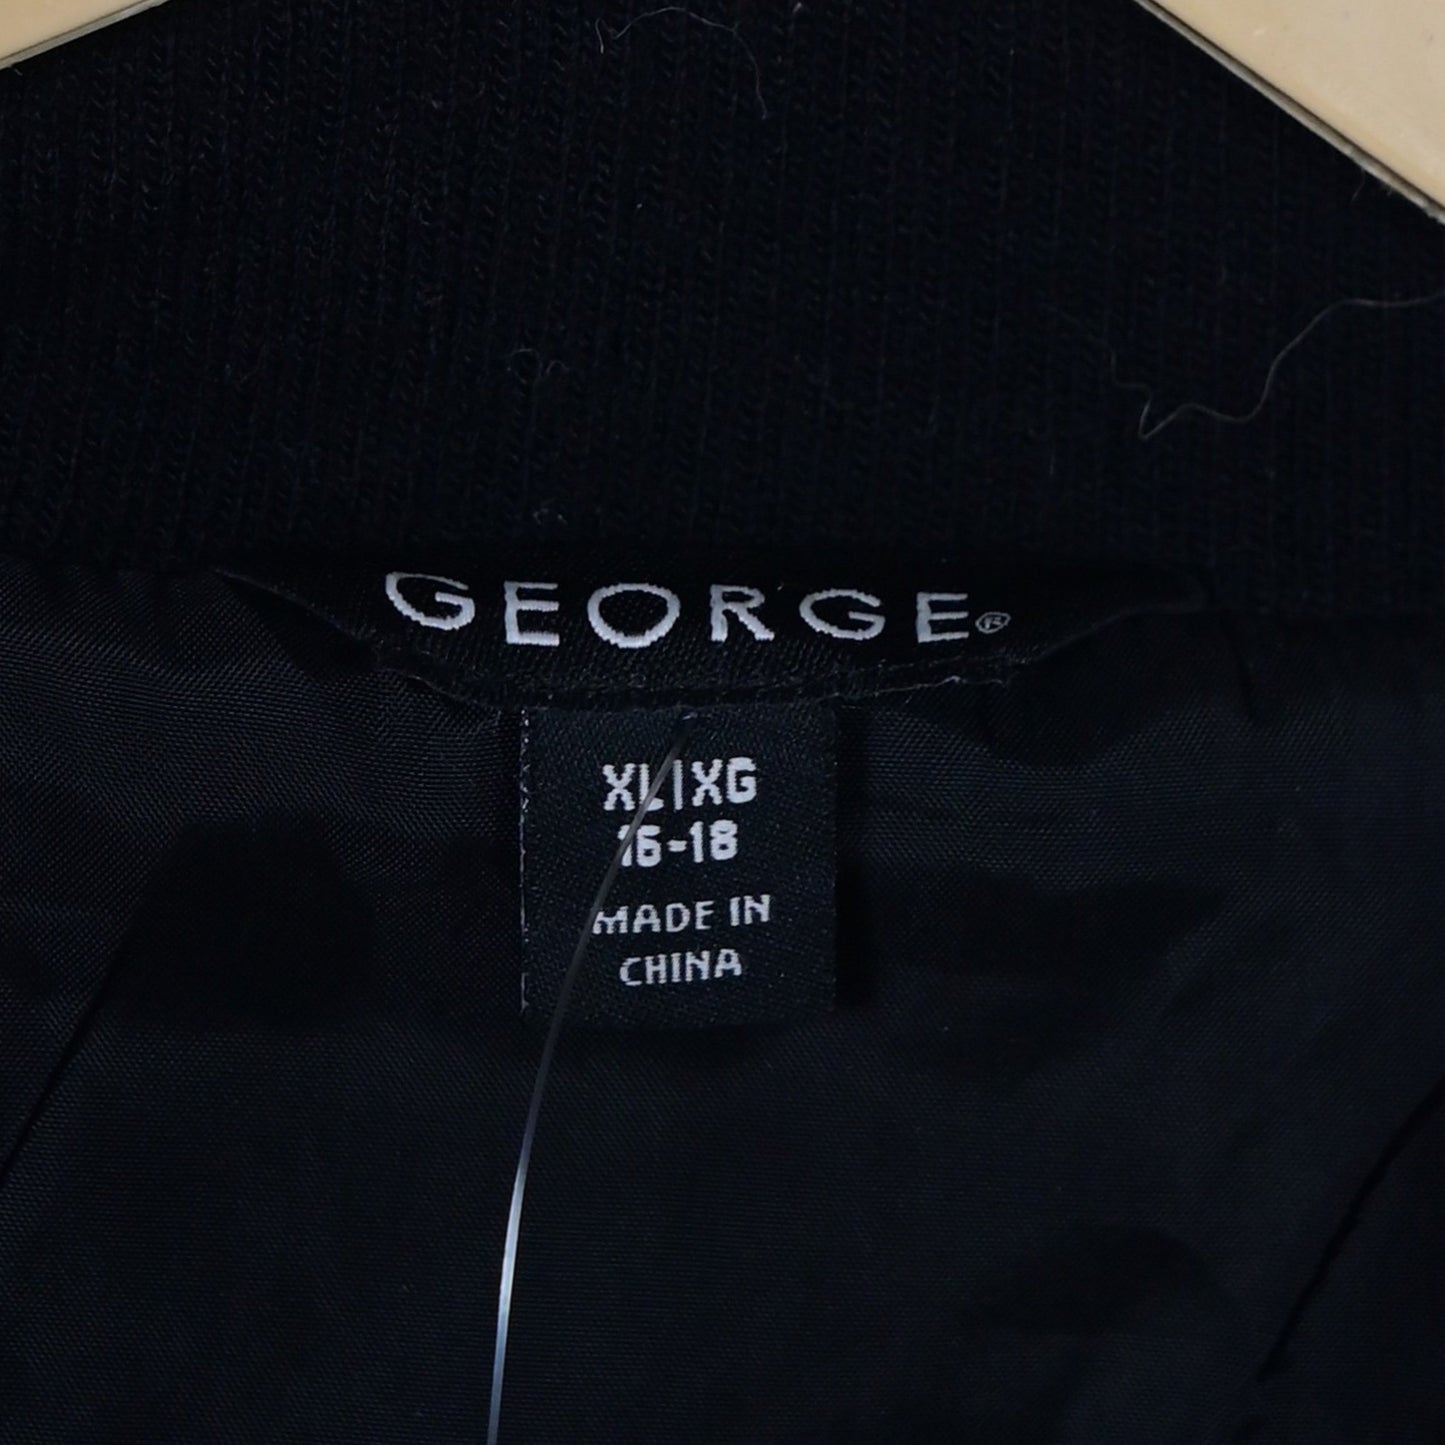 GEORGE®
XL|XG
16-18
MADE IN
CHINA